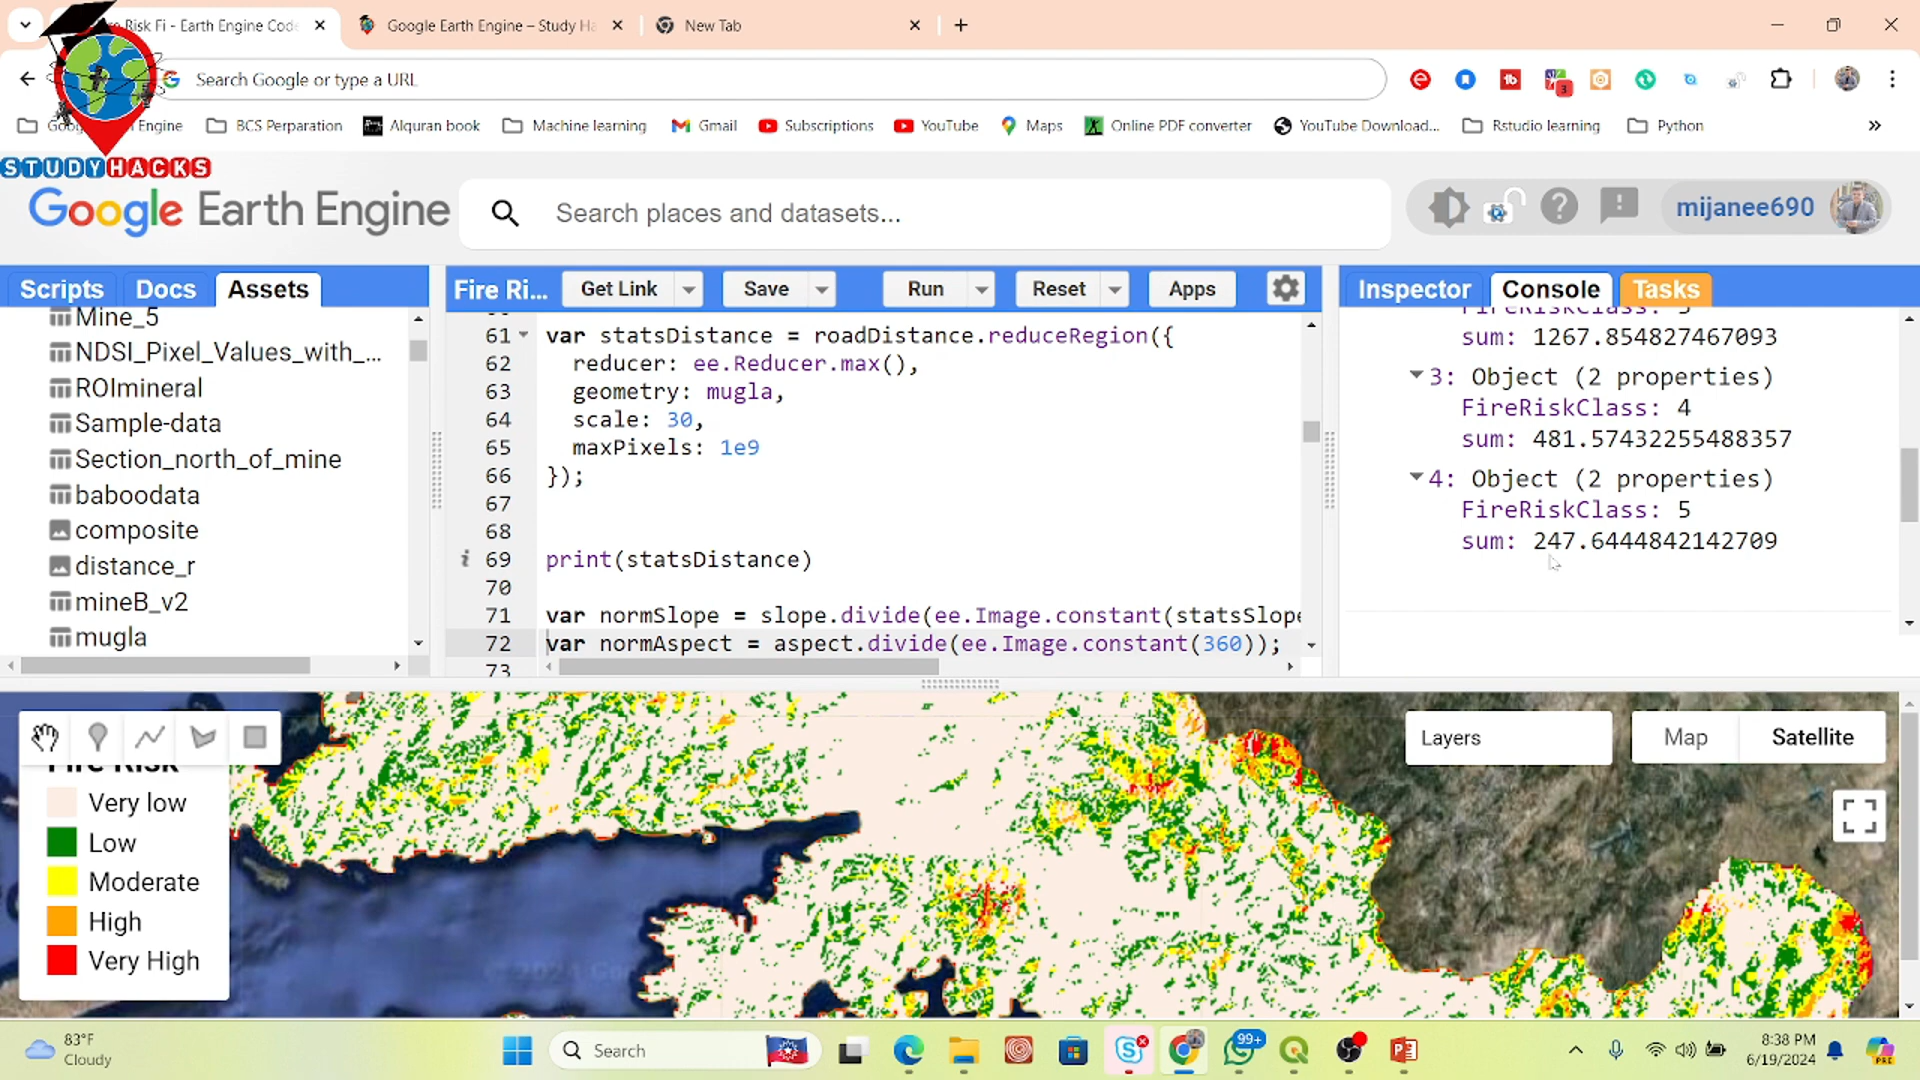 Risk Fi - Earth Engine Code
Google Earth Engine – Study Ha
New Tab
Search Google or type a URL
3
Google Engine
BCS Perparation
Alquran book
Machine learning
Gmail
Subscriptions
YouTube
Maps
Online PDF converter
YouTube Download...
Rstudio learning
Python
STUDYHACKS
Google Earth Engine
Search places and datasets...
mijanee690
Scripts
Docs
Assets
Mine_5
NDSI_Pixel_Values_with_...
ROImineral
Sample-data
Section_north_of_mine
baboodata
composite
distance_r
mineB_v2
mugla
Fire Ri...
Get Link
Save
Run
Reset
Apps
61 var statsDistance = roadDistance.reduceRegion({
62 reducer: ee.Reducer.max(),
63 geometry: mugla,
64 scale: 30,
65 maxPixels: 1e9
66 });
67
68
69 print(statsDistance)
70
71 var normSlope = slope.divide(ee.Image.constant(statsSlope
72 var normAspect = aspect.divide(ee.Image.constant(360));
73
Inspector
Console
Tasks
FireRiskClass: 3
sum: 1267.854827467093
3: Object (2 properties)
FireRiskClass: 4
sum: 481.57432255488357
4: Object (2 properties)
FireRiskClass: 5
sum: 247.6444842142709
Fire Risk
Very low
Low
Moderate
High
Very High
Layers
Map
Satellite
83°F
Cloudy
Search
99+
8:38 PM
6/19/2024
PRE